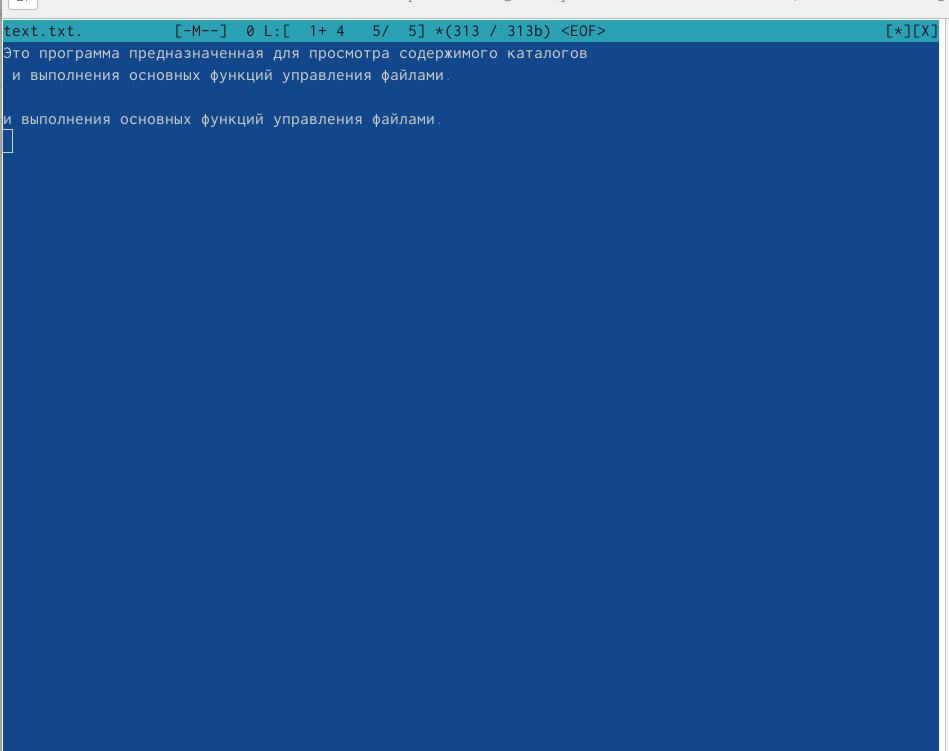 text.txt. [-M--] 0 L:[ 1+ 4 5/ 5] *(313 / 313b) <EOF> [*][X]
Это программа предназначенная для просмотра содержимого каталогов
и выполнения основных функций управления файлами.
и выполнения основных функций управления файлами.